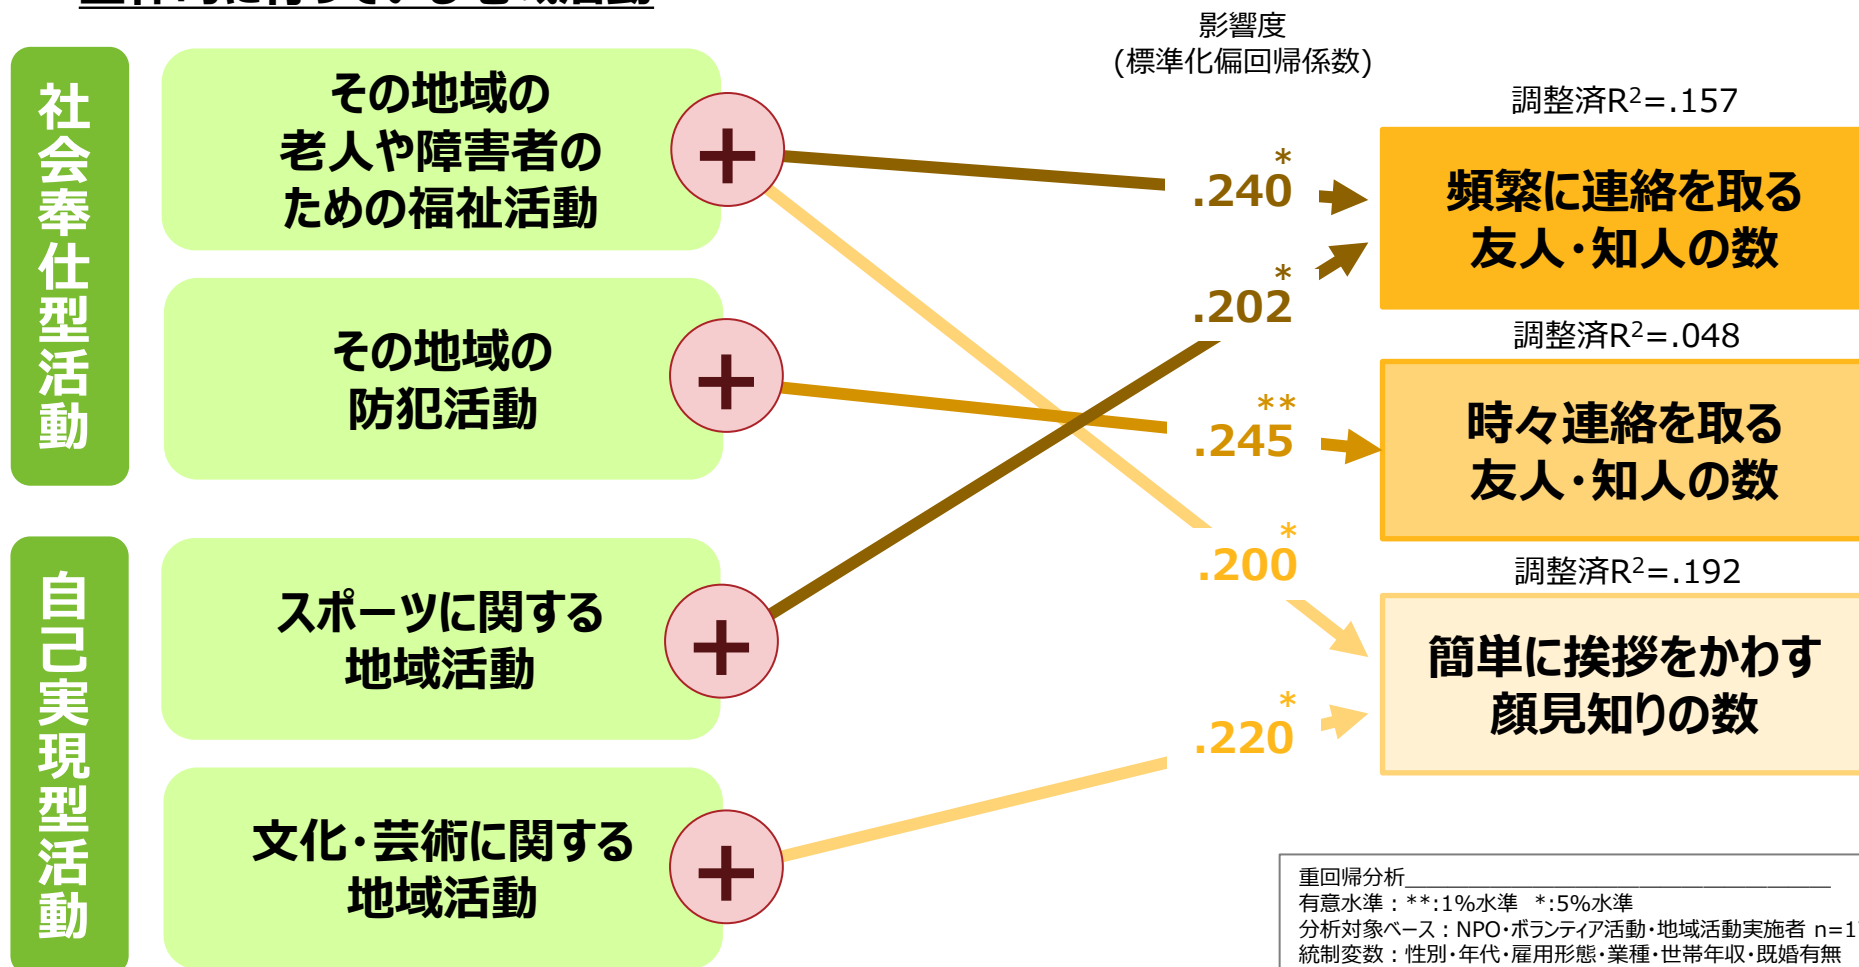 影響度
(標準化偏回帰係数)
社会奉仕型活動
その地域の
老人や障害者の
ための福祉活動
+
.240*
調整済R²=.157
頻繁に連絡を取る
友人・知人の数
.202*
その地域の
防犯活動
+
.245**
調整済R²=.048
時々連絡を取る
友人・知人の数
自己実現型活動
スポーツに関する
地域活動
+
.200*
調整済R²=.192
簡単に挨拶をかわす
顔見知りの数
.220*
文化・芸術に関する
地域活動
+
重回帰分析
有意水準：**:1%水準 *:5%水準
分析対象ベース：NPO・ボランティア活動・地域活動実施者
統制変数：性別・年代・雇用形態・業種・世帯年収・既婚有無